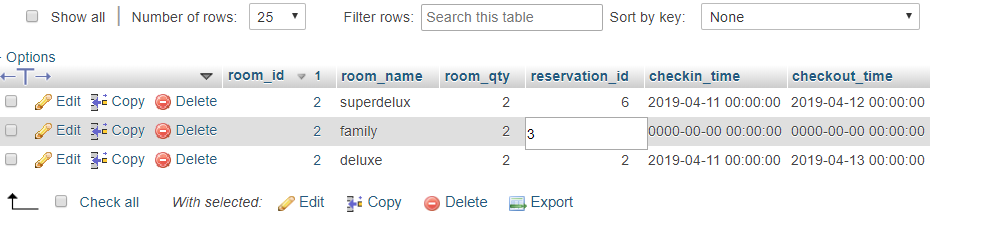 Show all Number of rows: 25 Filter rows: Search this table Sort by key: None
Options
room_id 1 room_name room_qty reservation_id checkin_time checkout_time
Edit Copy Delete 2 superdelux 2 6 2019-04-11 00:00:00 2019-04-12 00:00:00
Edit Copy Delete 2 family 2 3 0000-00-00 00:00:00 0000-00-00 00:00:00
Edit Copy Delete 2 deluxe 2 2 2019-04-11 00:00:00 2019-04-13 00:00:00
Check all With selected: Edit Copy Delete Export